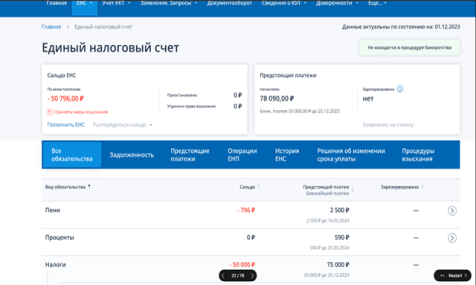 Главная ЕНС Учет ККТ Заявления. Запросы Документооборот Сведения о ЮЛ Доверенности Еще...
Главная / Единый налоговый счет
Данные актуальны по состоянию на: 01.12.2023
Единый налоговый счет
Не находится в процедуре банкротства
Сальдо ЕНС
По всем платежам
- 50 796,00 ₽
Приняты меры взыскания
Приостановлено 0 ₽
Утрачено право взыскания 0 ₽
Пополнить ЕНС Распорядиться сальдо
Предстоящие платежи
Начислено
78 090,00 ₽
Ближ. платеж 55 000,00 ₽ до 25.12.2023
Зарезервировано
нет
Заявление на отмену
Все обязательства
Задолженность
Предстоящие платежи
Операции ЕНП
История ЕНС
Решения об изменении срока уплаты
Процедуры взыскания
Вид обязательства
Сальдо
Предстоящий платеж
Ближайший платеж
Зарезервировано
Пени - 796 ₽ 2 500 ₽ —
2 500 ₽ до 16.05.2024
Проценты 0 ₽ 590 ₽ —
до 25.03.2024
Налоги - 50 000 ₽ 75 000 ₽ —
55 000 ₽ до 25.12.2023
22 / 78
Restart